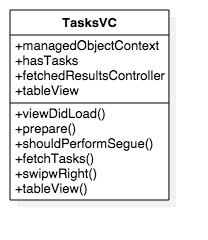 TasksVC
+managedObjectContext
+hasTasks
+fetchedResultsController
+tableView
+viewDidLoad()
+prepare()
+shouldPerformSegue()
+fetchTasks()
+swipwRight()
+tableView()